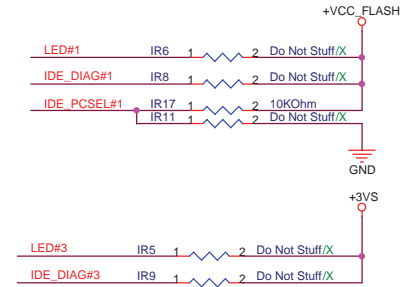 +VCC_FLASH
LED#1 IR6 1 2 Do Not Stuff/X
IDE_DIAG#1 IR8 1 2 Do Not Stuff/X
IDE_PCSEL#1 IR17 1 2 10KOhm
IR11 1 2 Do Not Stuff/X
GND
+3VS
LED#3 IR5 1 2 Do Not Stuff/X
IDE_DIAG#3 IR9 1 2 Do Not Stuff/X